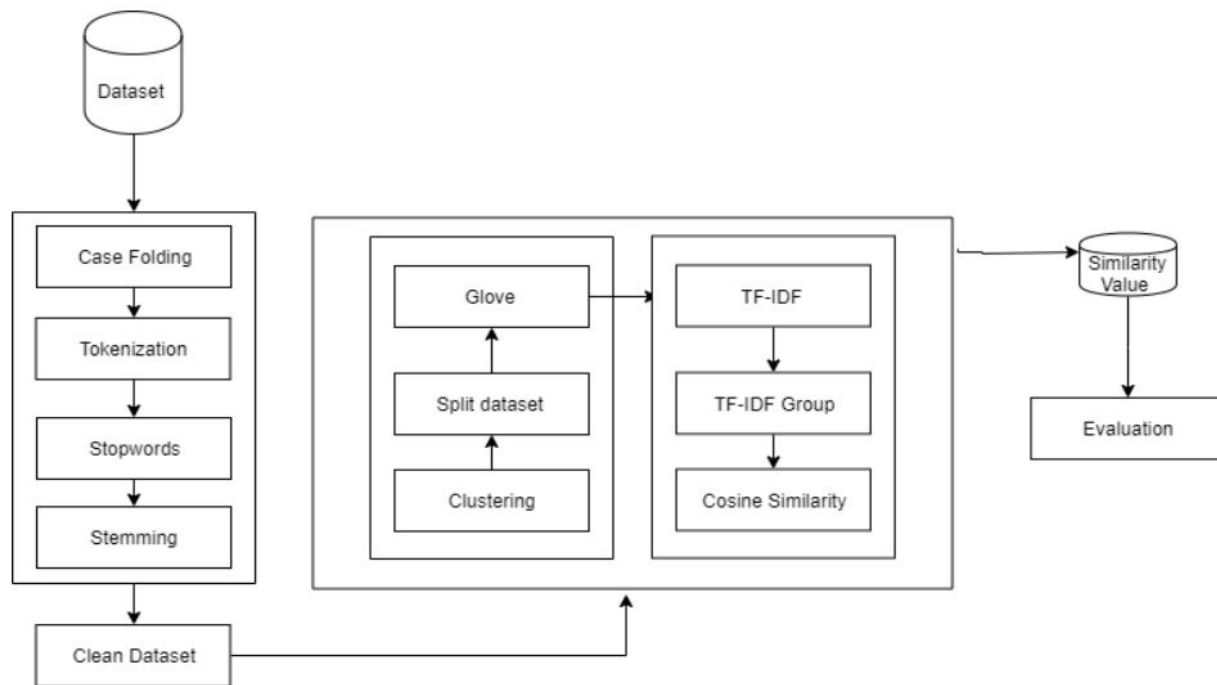 Dataset
Case Folding
Tokenization
Stopwords
Stemming
Clean Dataset
Glove
Split dataset
Clustering
TF-IDF
TF-IDF Group
Cosine Similarity
Similarity
Value
Evaluation